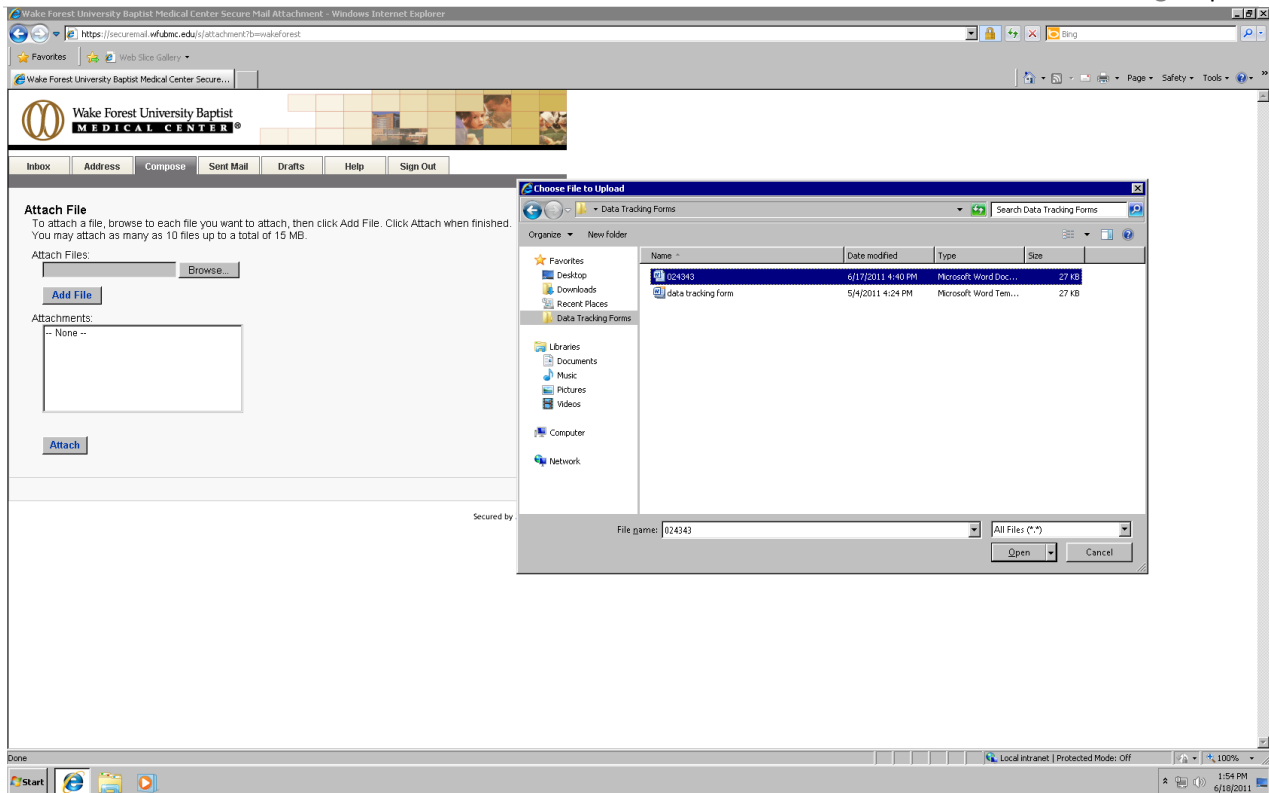 Wake Forest University Baptist Medical Center Secure Mail Attachment - Windows Internet Explorer
https://securemail.wfubmc.edu/s/attachment?b=wakeforest
Bing
Favorites
Web Slice Gallery
Wake Forest University Baptist Medical Center Secure...
Page Safety Tools
Wake Forest University Baptist
MEDICAL CENTER®
Inbox Address Compose Sent Mail Drafts Help Sign Out
Attach File
To attach a file, browse to each file you want to attach, then click Add File. Click Attach when finished.
You may attach as many as 10 files up to a total of 15 MB.
Attach Files:
Browse...
Add File
Attachments:
-- None --
Attach
Secured by
Choose File to Upload
Data Tracking Forms
Search Data Tracking Forms
Organize New folder
Name Date modified Type Size
024343 6/17/2011 4:40 PM Microsoft Word Doc... 27 KB
data tracking form 5/4/2011 4:24 PM Microsoft Word Tem... 27 KB
Favorites
Desktop
Downloads
Recent Places
Data Tracking Forms
Libraries
Documents
Music
Pictures
Videos
Computer
Network
File name: 024343
All Files (*.*)
Open Cancel
Done
Local intranet | Protected Mode: Off
100%
Start
1:54 PM
6/18/2011